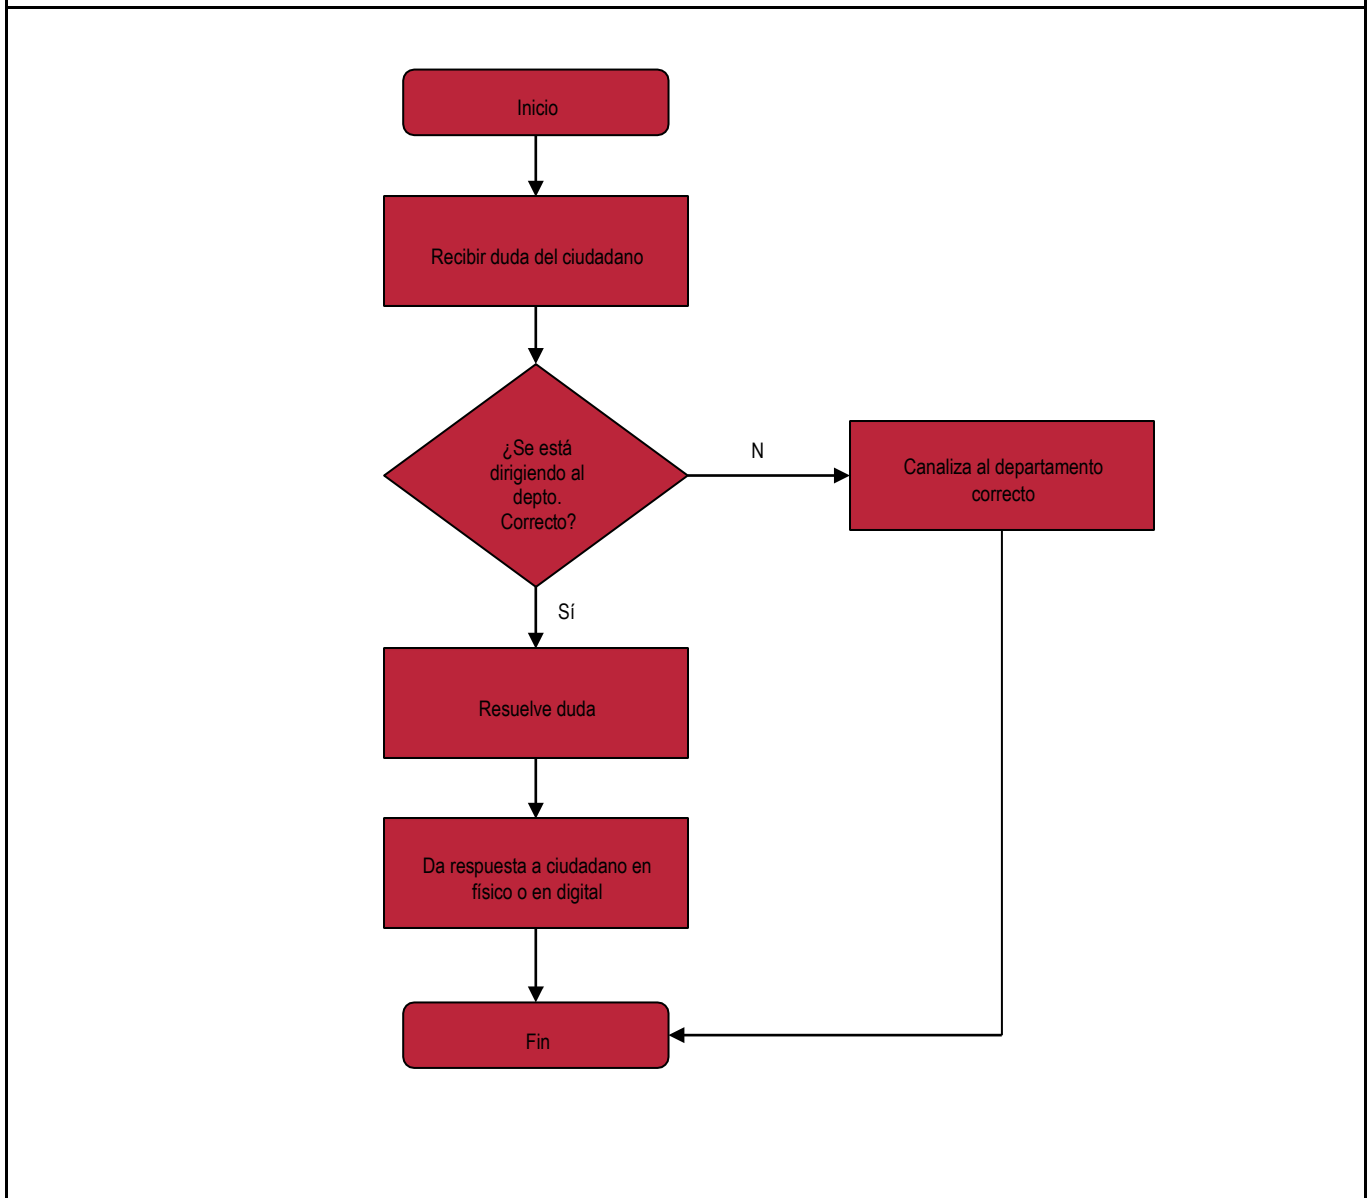 Inicio
Recibir duda del ciudadano
¿Se está
dirigiendo al
depto.
Correcto?
N
Canaliza al departamento
correcto
Sí
Resuelve duda
Da respuesta a ciudadano en
físico o en digital
Fin